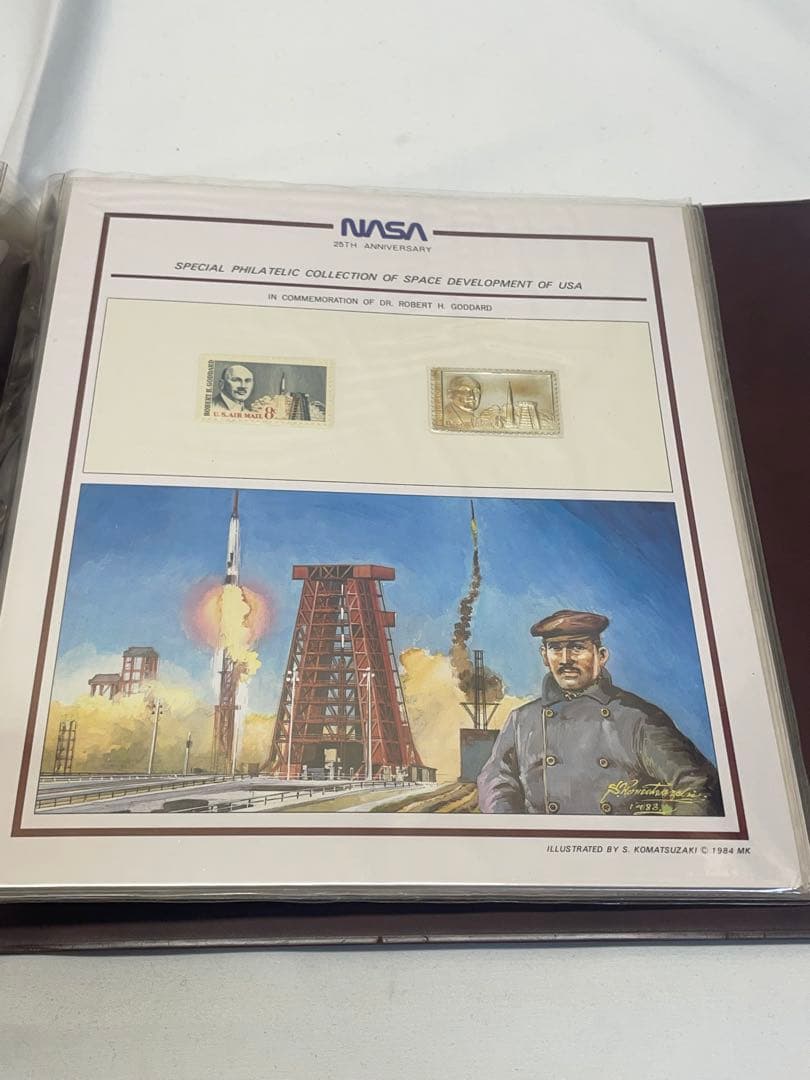 NASA
25TH ANNIVERSARY
SPECIAL PHILATELIC COLLECTION OF SPACE DEVELOPMENT OF USA
IN COMMEMORATION OF DR. ROBERT H. GODDARD
ROBERT H. GODDARD
U.S. AIR MAIL 8c
ILLUSTRATED BY S. KOMATSUZAKI © 1984 MK